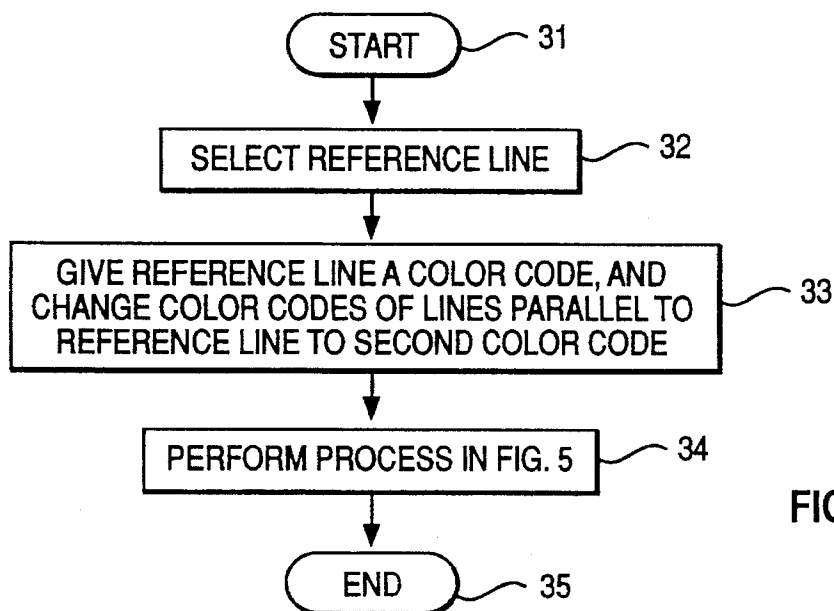 START 31
SELECT REFERENCE LINE 32
GIVE REFERENCE LINE A COLOR CODE, AND
CHANGE COLOR CODES OF LINES PARALLEL TO
REFERENCE LINE TO SECOND COLOR CODE 33
PERFORM PROCESS IN FIG. 5 34
END 35